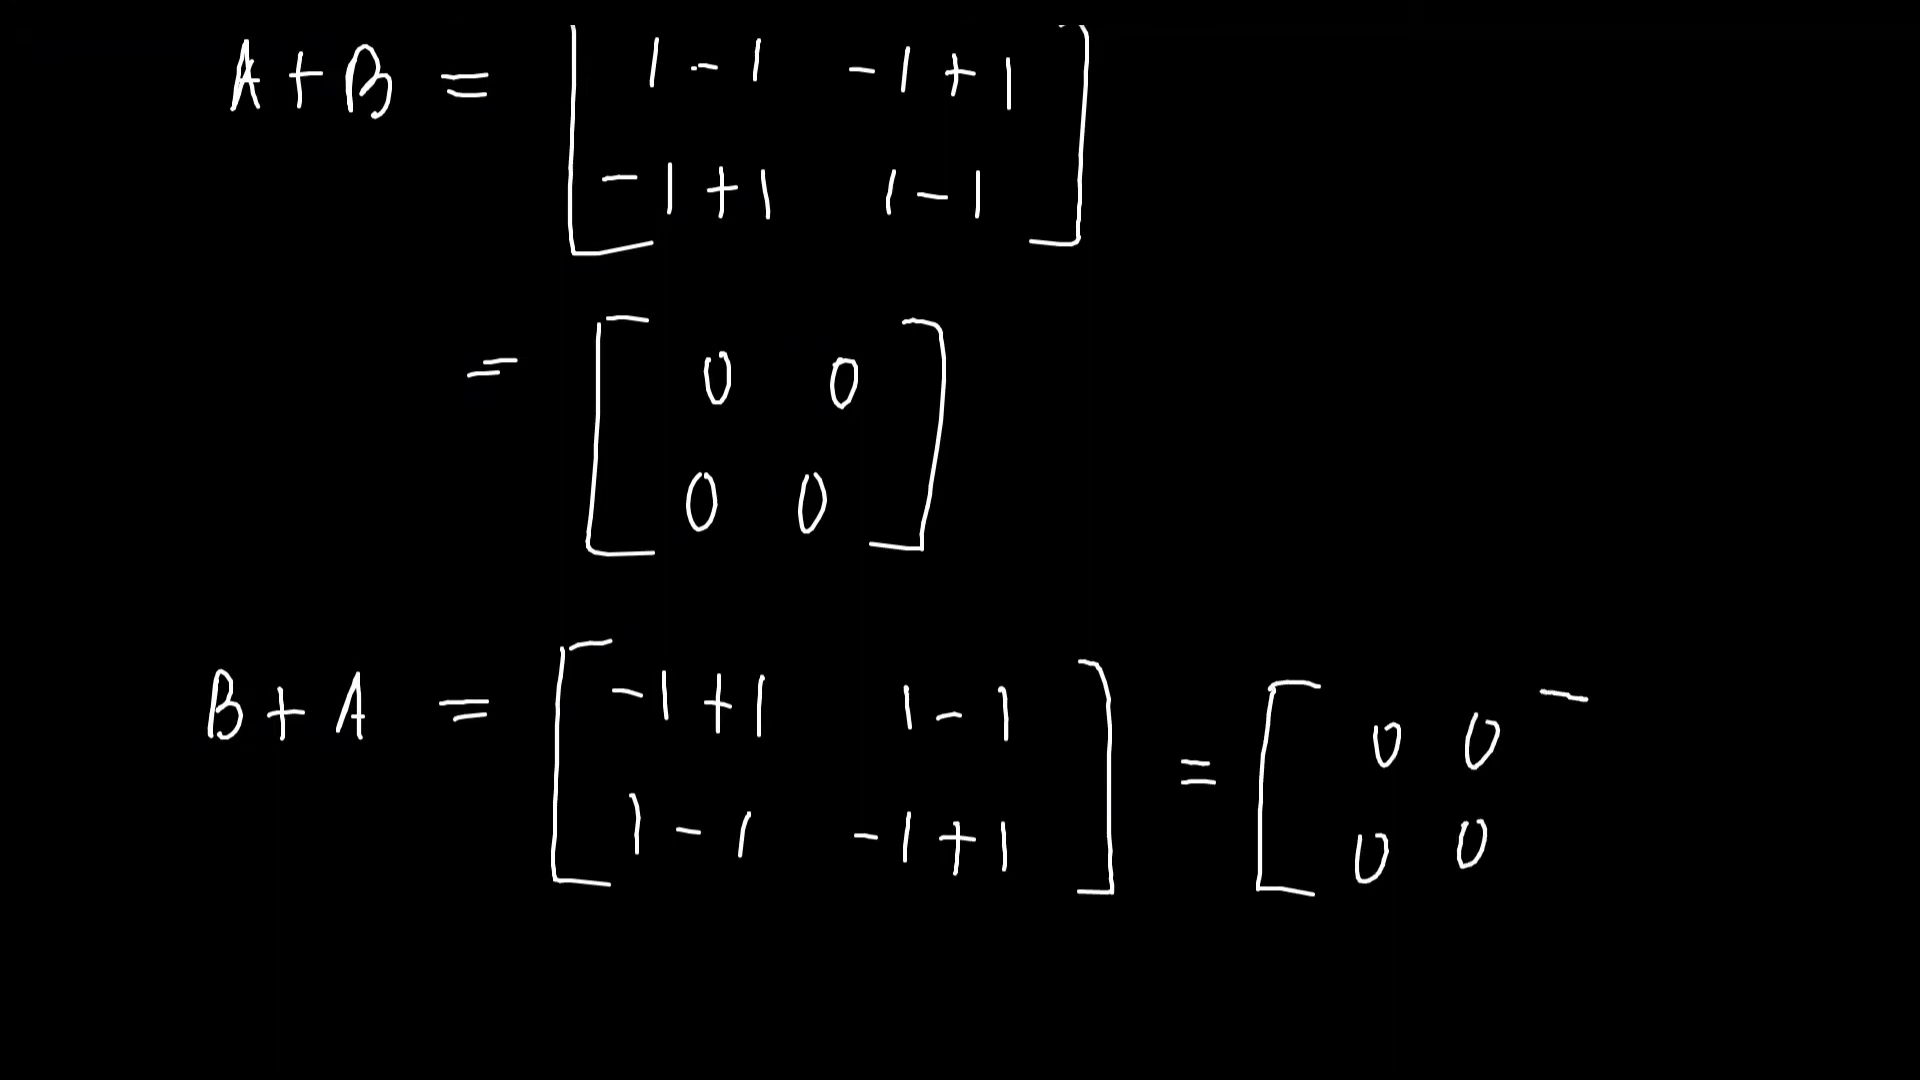 A + B = [ 1 - 1 -1 + 1
-1 + 1 1 - 1 ]
= [ 0 0
0 0 ]
B + A = [ -1 + 1 1 - 1
1 - 1 -1 + 1 ] = [ 0 0
0 0